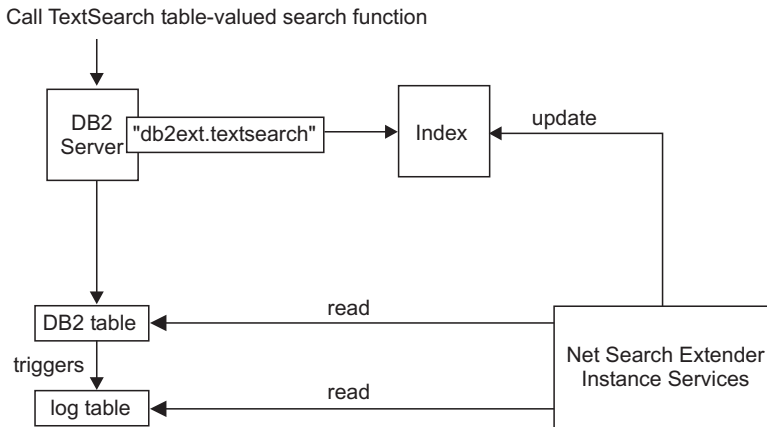 Call TextSearch table-valued search function
DB2
Server
"db2ext.textsearch"
Index
update
DB2 table
read
triggers
Net Search Extender
Instance Services
log table
read